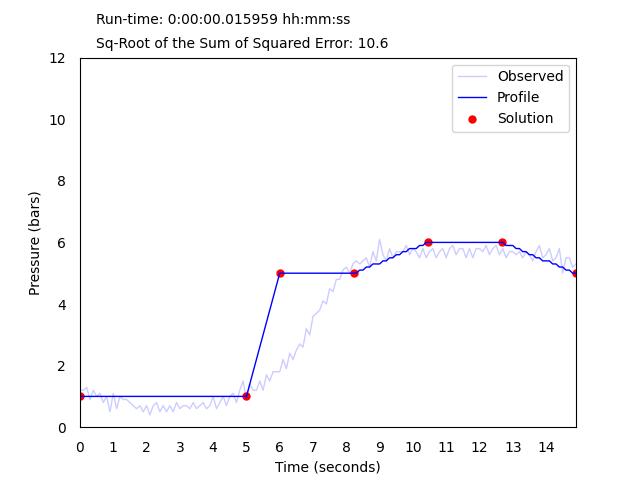 Run-time: 0:00:00.015959 hh:mm:ss
Sq-Root of the Sum of Squared Error: 10.6
12
10
8
6
4
2
0
Pressure (bars)
Observed
Profile
Solution
0 1 2 3 4 5 6 7 8 9 10 11 12 13 14
Time (seconds)